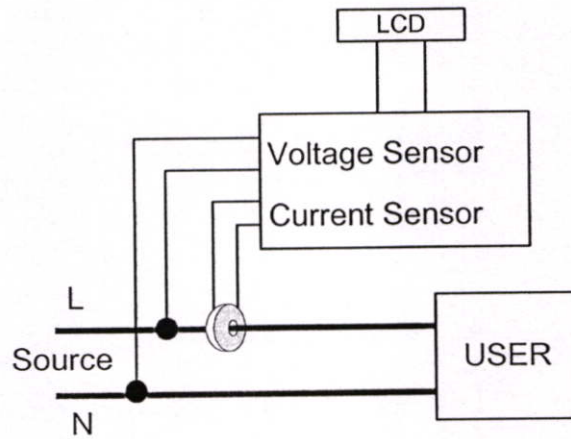 LCD
Voltage Sensor
Current Sensor
L
Source
USER
N